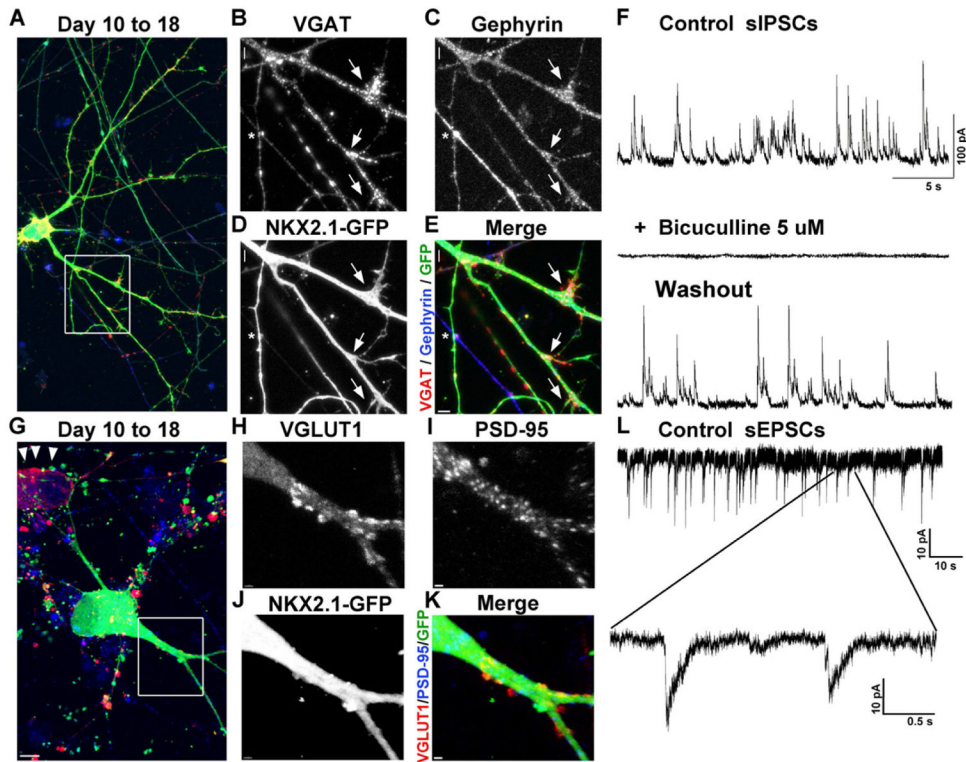 A Day 10 to 18
B VGAT
C Gephyrin
D NKX2.1-GFP
E Merge
VGAT / Gephyrin / GFP
*
*
*
*
F Control sIPSCs
100 pA
5 s
+ Bicuculline 5 uM
Washout
G Day 10 to 18
H VGLUT1
I PSD-95
J NKX2.1-GFP
K Merge
VGLUT1/PSD-95/GFP
L Control sEPSCs
10 pA
10 s
10 pA
0.5 s